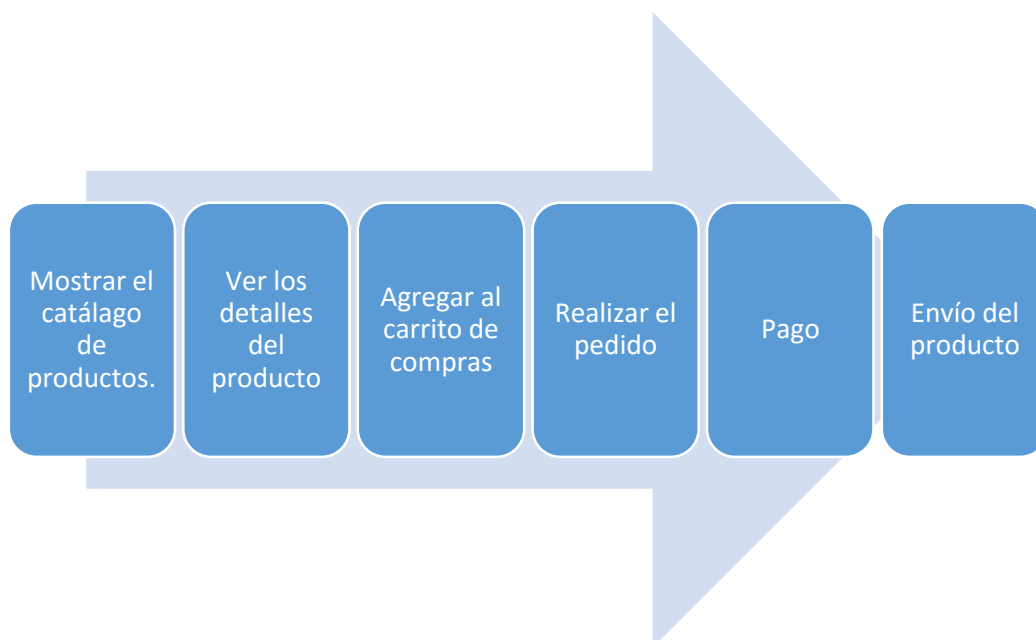 Mostrar el
catálago
de
productos.
Ver los
detalles
del
producto
Agregar al
carrito de
compras
Realizar el
pedido
Pago
Envío del
producto